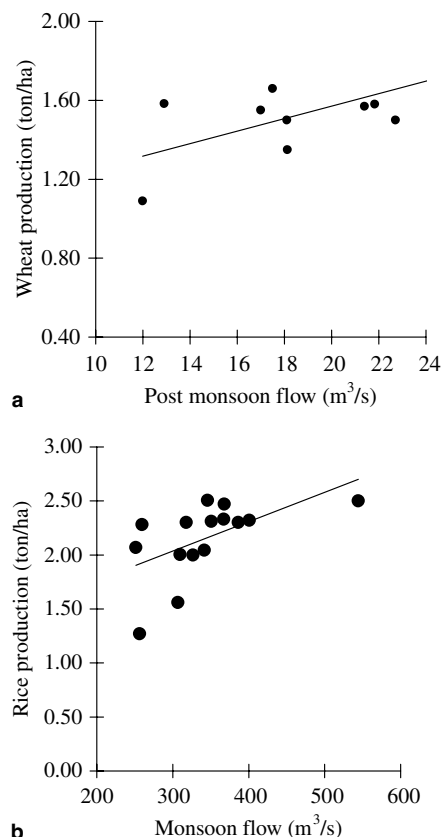 2.00
1.60
1.20
0.40
Wheat production (ton/ha)
10 12 14 16 18 20 22 24
Post monsoon flow (m³/s)
a
3.00
2.50
2.00
1.50
1.00
0.50
0.00
Rice production (ton/ha)
200 300 400 500 600
Monsoon flow (m³/s)
b